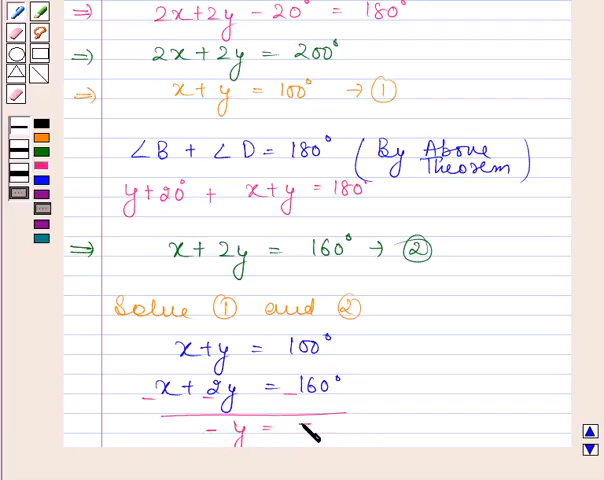 2x+2y-20° = 180°
⇒ 2x+2y = 200°
⇒ x+y = 100° → ①
∠B + ∠D = 180° (By Above Theorem)
y+20° + x+y = 180°
⇒ x+2y = 160° → ②
Solve ① and ②
x+y = 100°
-x+-2y = -160°
-y = -